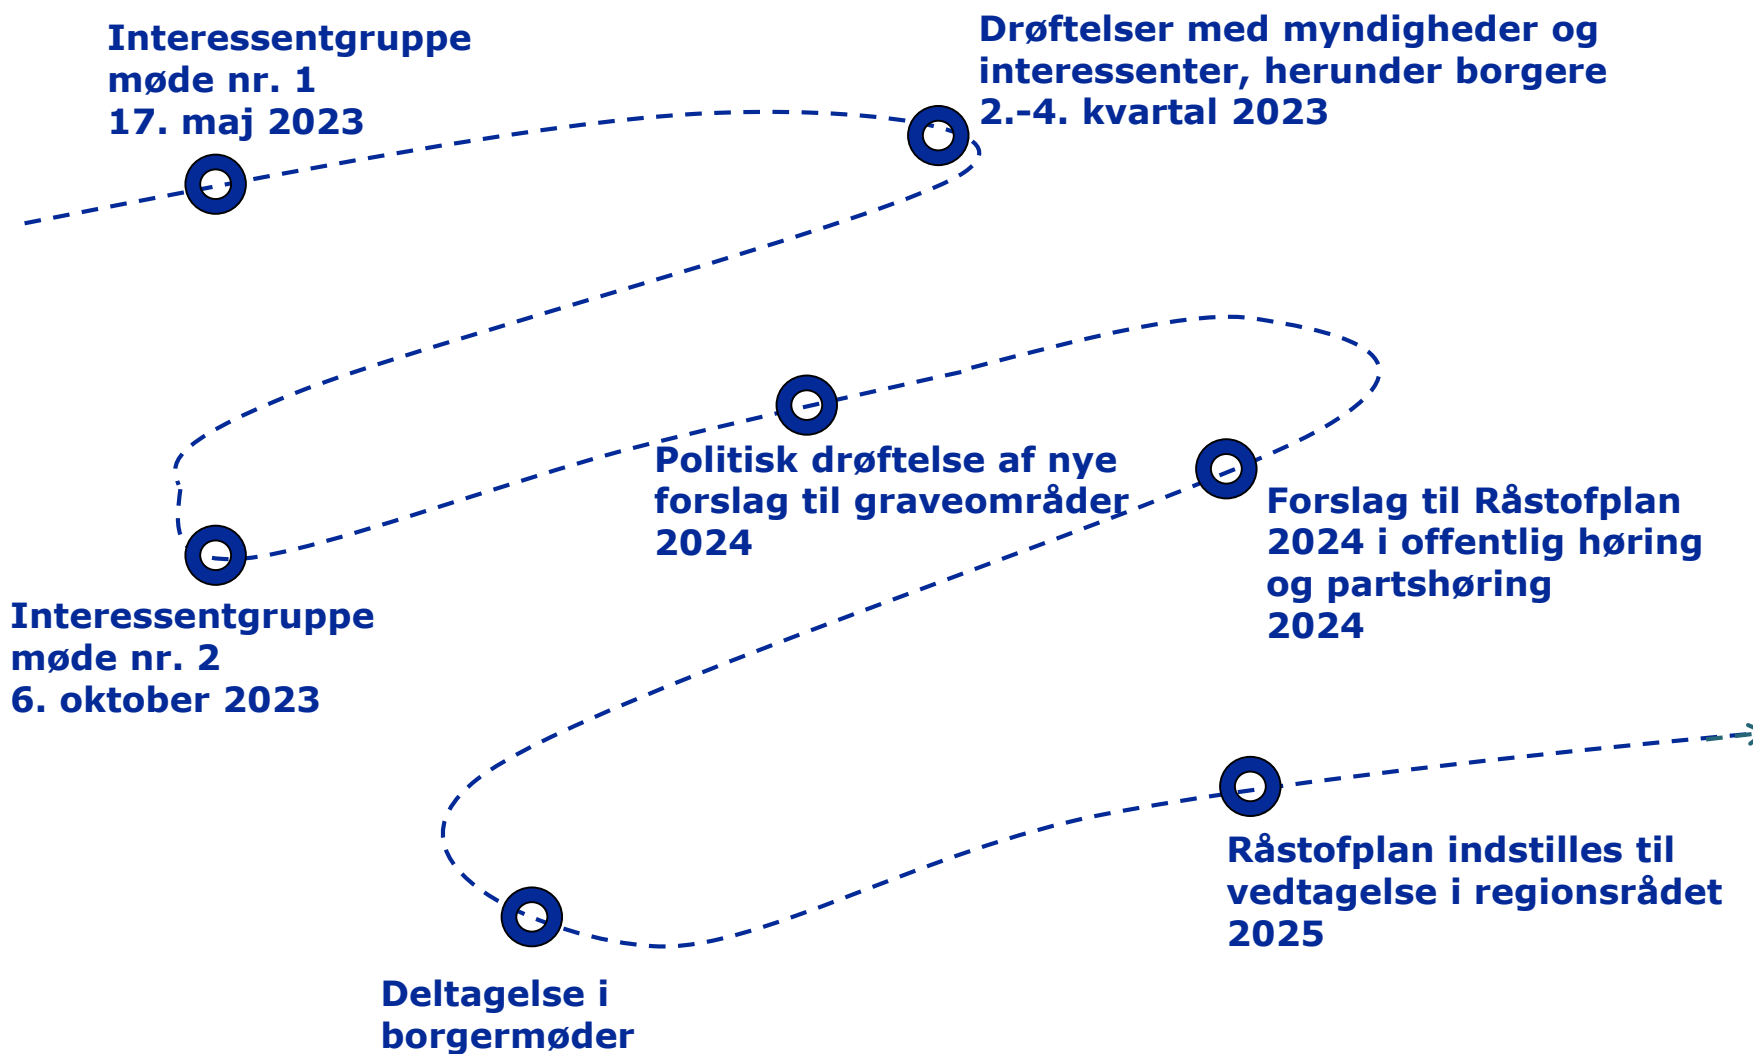 Interessentgruppe
møde nr. 1
17. maj 2023
Drøftelser med myndigheder og
interessenter, herunder borgere
2.-4. kvartal 2023
Interessentgruppe
møde nr. 2
6. oktober 2023
Politisk drøftelse af nye
forslag til graveområder
2024
Forslag til Råstofplan
2024 i offentlig høring
og partshøring
2024
Deltagelse i
borgermøder
Råstofplan indstilles til
vedtagelse i regionsrådet
2025